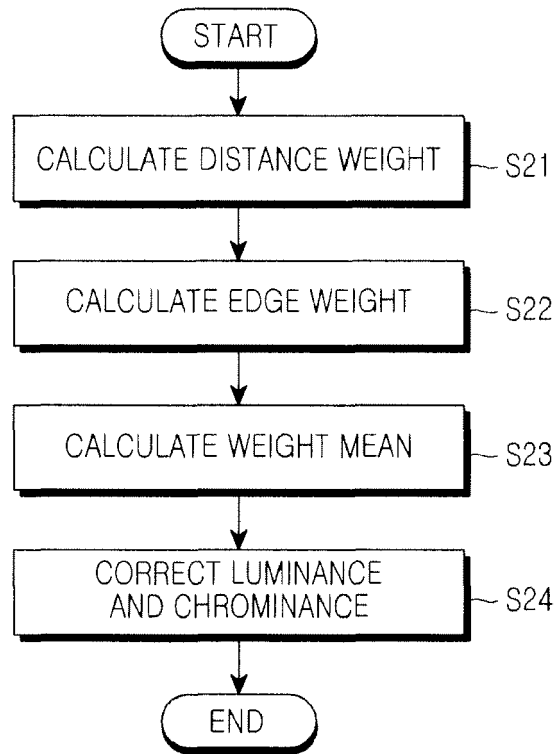 START
CALCULATE DISTANCE WEIGHT
S21
CALCULATE EDGE WEIGHT
S22
CALCULATE WEIGHT MEAN
S23
CORRECT LUMINANCE
AND CHROMINANCE
S24
END